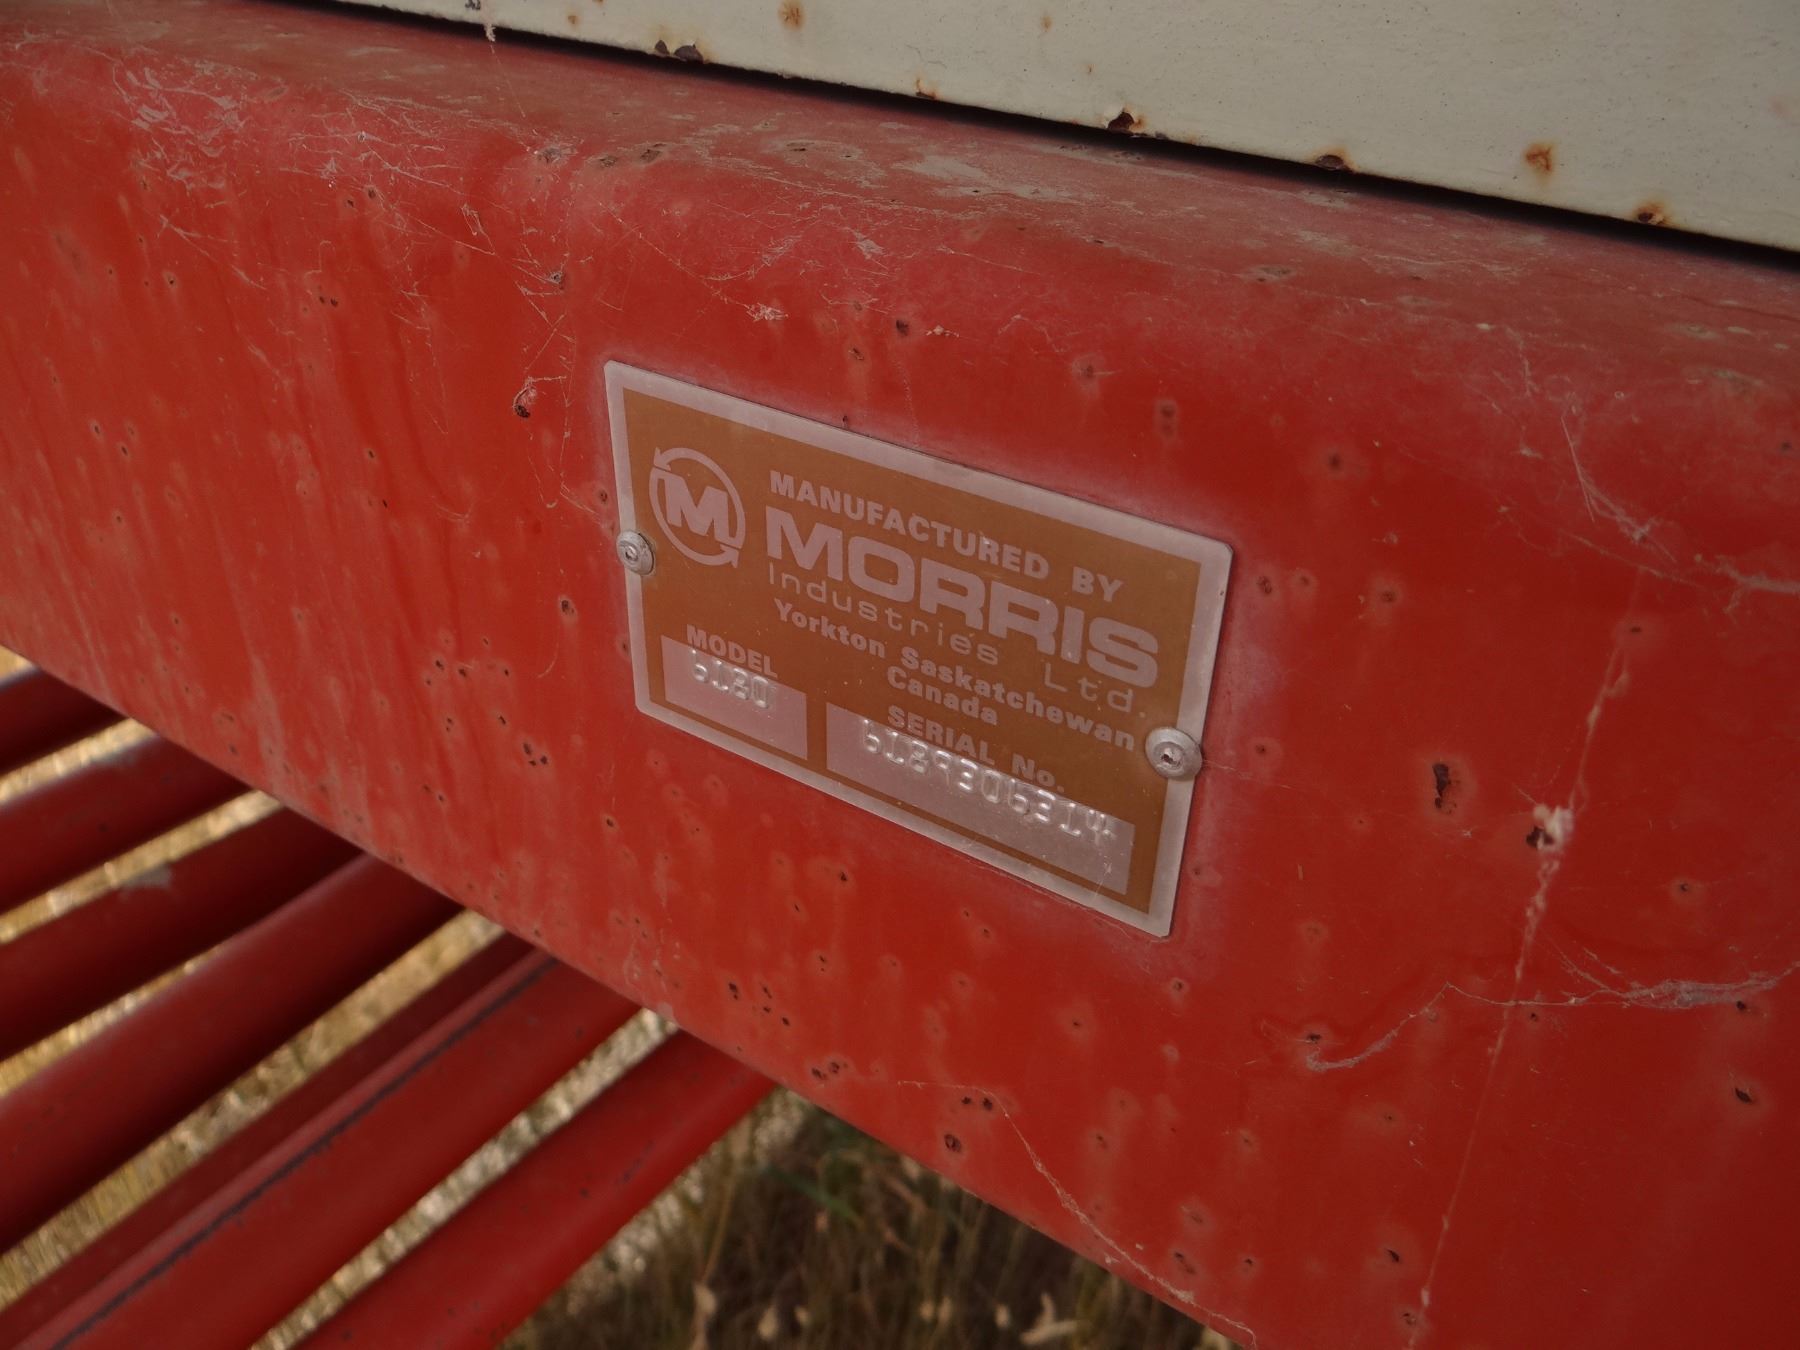 M
MANUFACTURED BY
MORRIS
Industries Ltd.
Yorkton Saskatchewan
Canada
MODEL
SERIAL No.